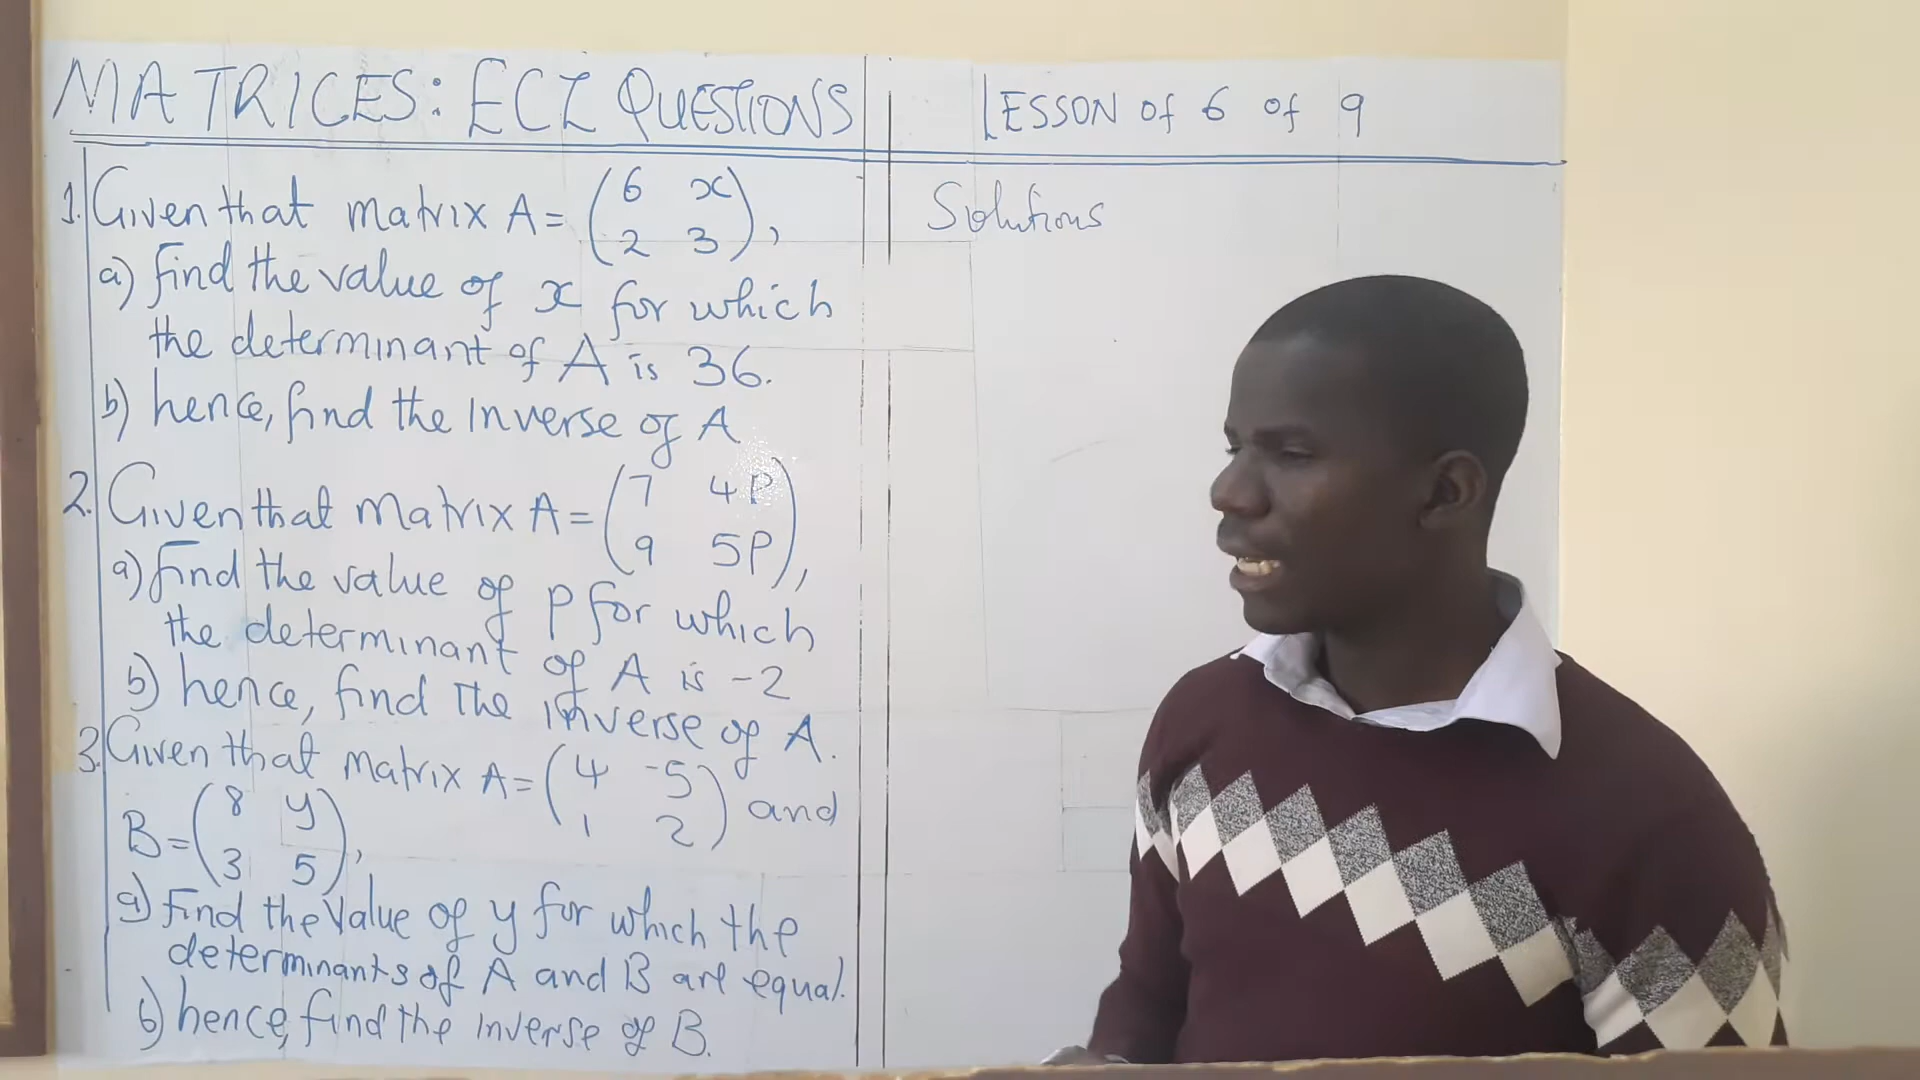 MATRICES: ECZ QUESTIONS
LESSON of 6 of 9
1. Given that matrix A = (6 x
2 3),
a) find the value of x for which
the determinant of A is 36.
b) hence, find the inverse of A
2. Given that matrix A = (7 4P
9 5P),
a) find the value of P for which
the determinant of A is -2
b) hence, find the inverse of A.
3. Given that matrix A = (4 -5
1 2) and
B = (8 y
3 5),
a) find the value of y for which the
determinants of A and B are equal.
b) hence, find the inverse of B.
Solutions